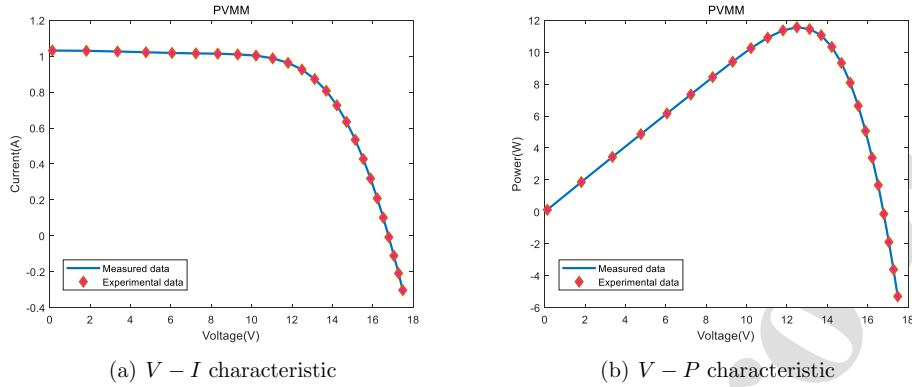 PVMM
1.2
1
0.8
0.6
0.4
0.2
0
-0.2
-0.4
Current(A)
Measured data
Experimental data
0 2 4 6 8 10 12 14 16 18
Voltage(V)
(a) V − I characteristic
PVMM
12
10
8
6
4
2
0
-2
-4
-6
Power(W)
Measured data
Experimental data
0 2 4 6 8 10 12 14 16 18
Voltage(V)
(b) V − P characteristic